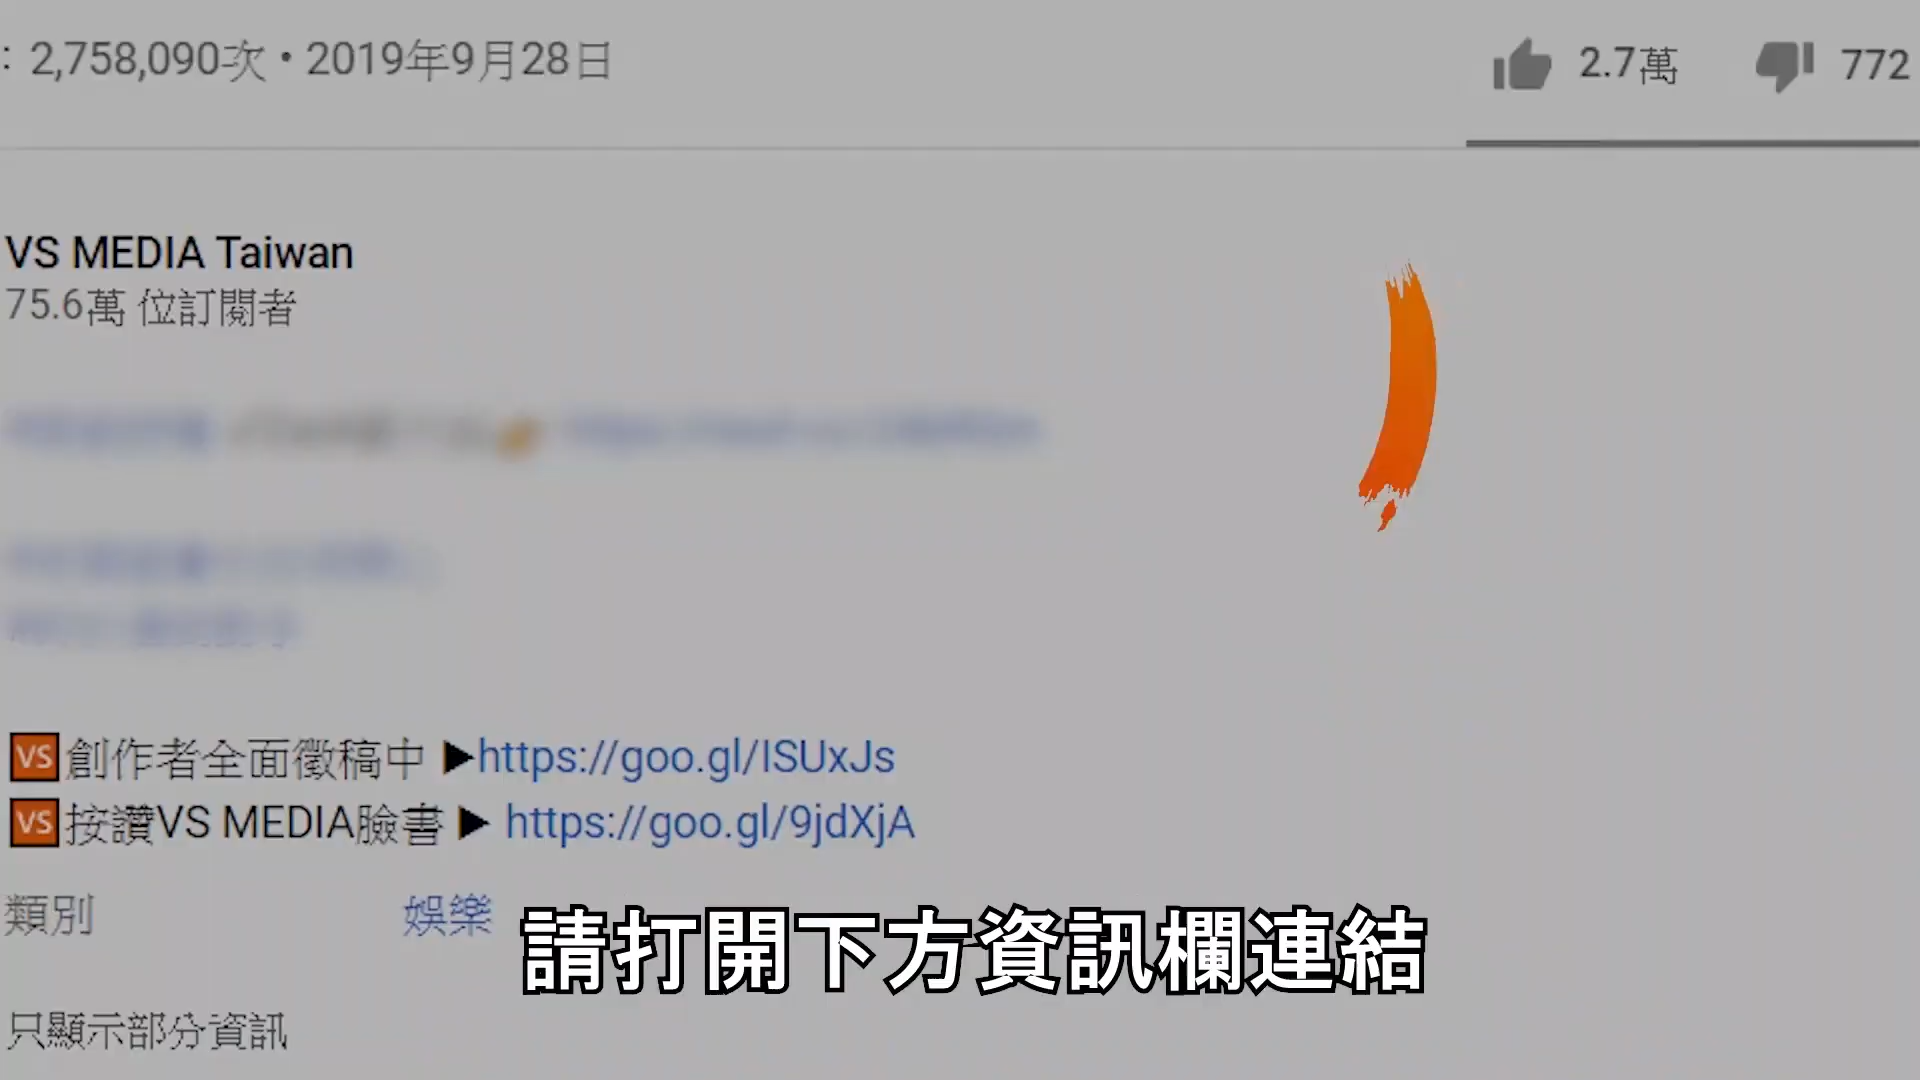 ：2,758,090次 • 2019年9月28日
2.7萬
772
VS MEDIA Taiwan
75.6萬 位訂閱者
VS創作者全面徵稿中 ▶https://goo.gl/ISUxJs
VS按讚VS MEDIA臉書 ▶ https://goo.gl/9jdXjA
類別 娛樂
請打開下方資訊欄連結
只顯示部分資訊